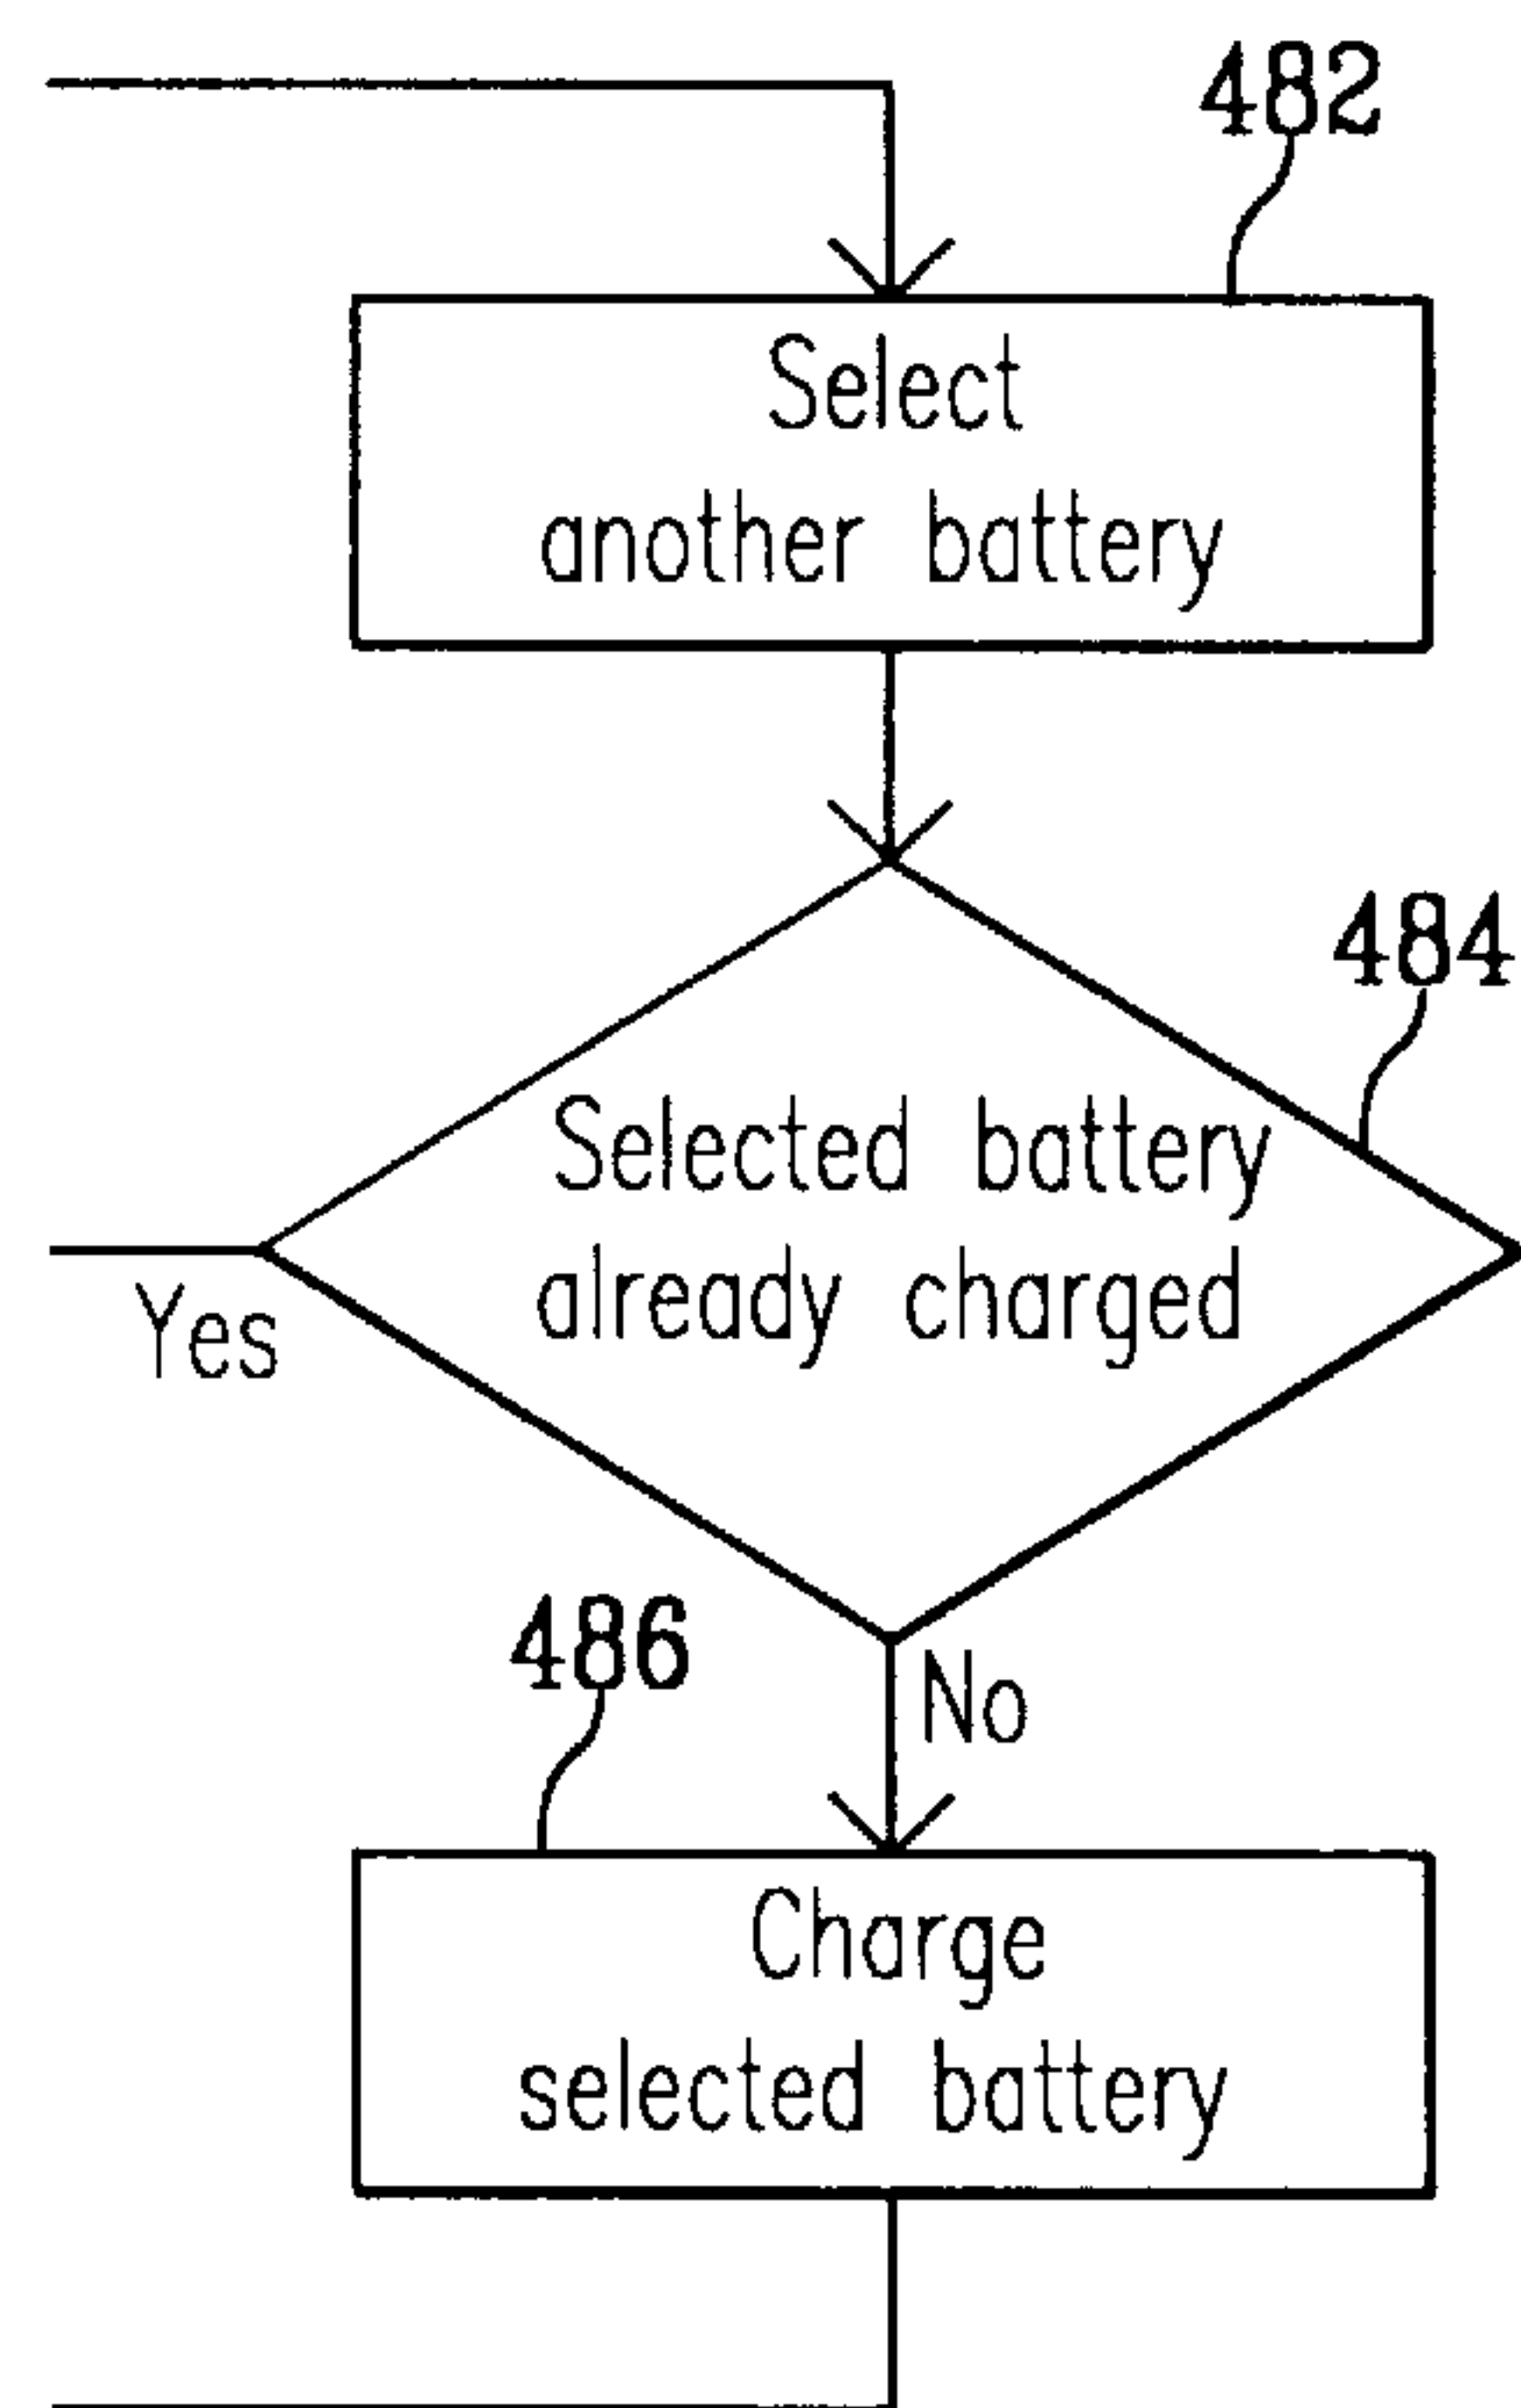 482
Select
another battery
484
Selected battery
already charged
Yes
486
No
Charge
selected battery